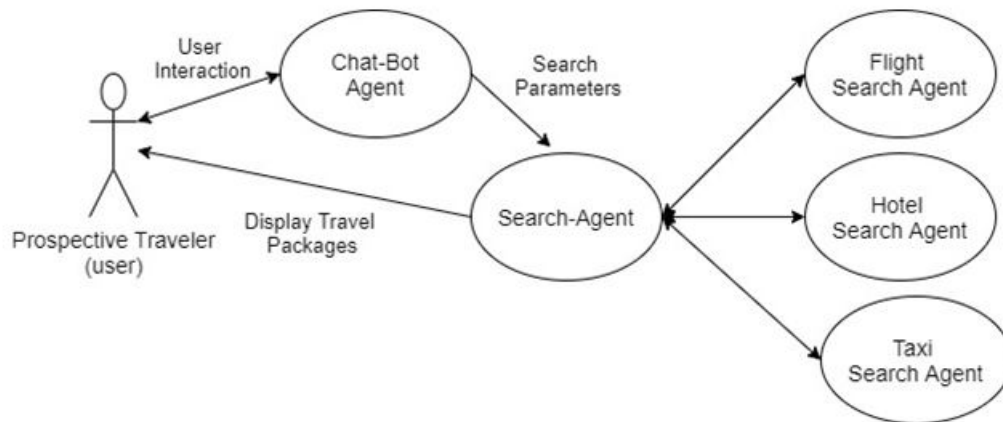 User
Interaction
Chat-Bot
Agent
Search
Parameters
Flight
Search Agent
Search-Agent
Hotel
Search Agent
Display Travel
Packages
Prospective Traveler
(user)
Taxi
Search Agent